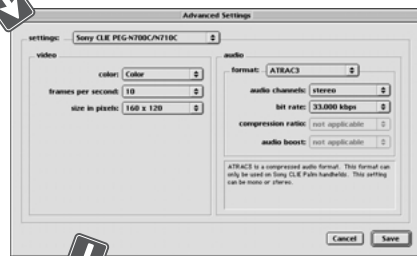 Advanced Settings
settings: Sony CLIE PEG-N700C/N710C
video
color: Color
frames per second: 10
size in pixels: 160 x 120
audio
format: ATRAC3
audio channels: stereo
bit rate: 33.000 kbps
compression ratio: not applicable
audio boost: not applicable
ATRAC3 is a compressed audio format. This format can
only be used on Sony CLIE Palm handhelds. This setting
can be mono or stereo.
Cancel Save